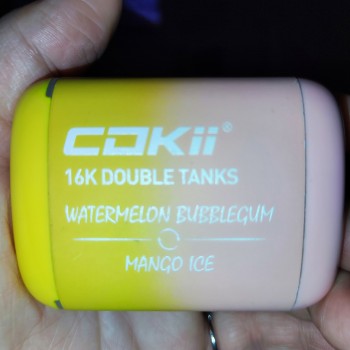 COKii®
16K DOUBLE TANKS
WATERMELON BUBBLEGUM
MANGO ICE